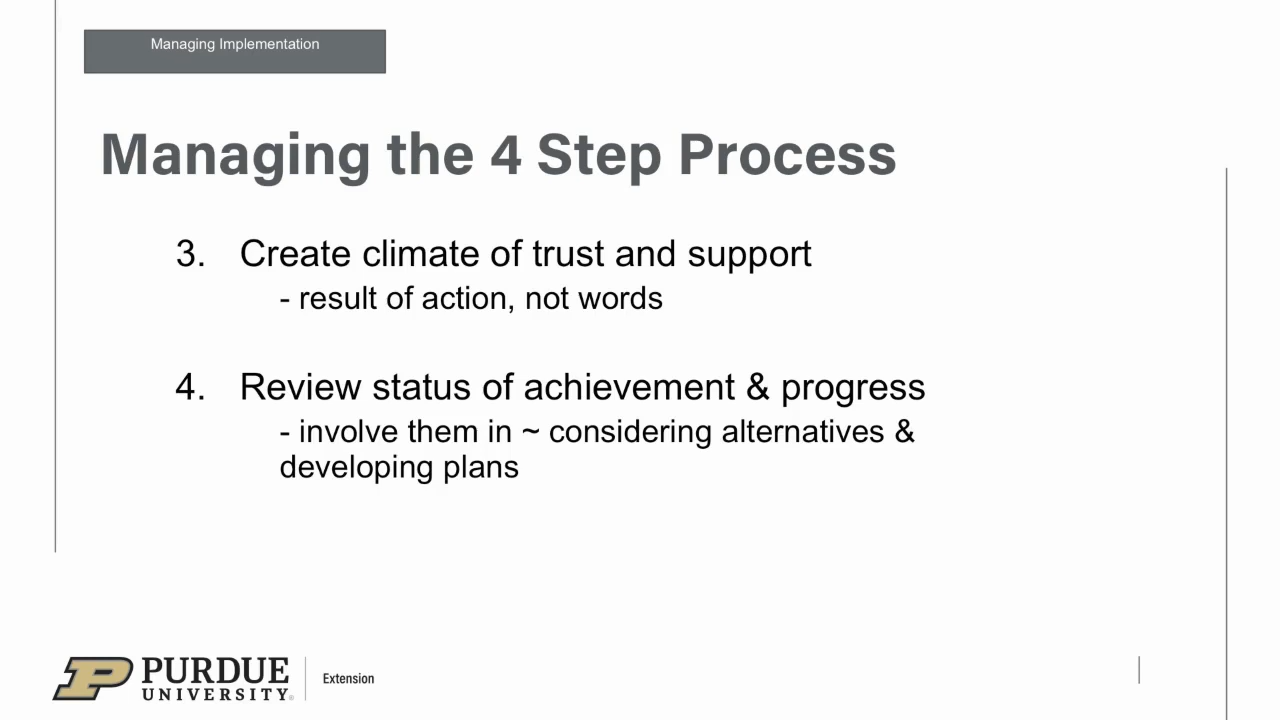 Managing Implementation
Managing the 4 Step Process
3. Create climate of trust and support
- result of action, not words
4. Review status of achievement & progress
- involve them in ~ considering alternatives &
developing plans
PURDUE
UNIVERSITY®
Extension